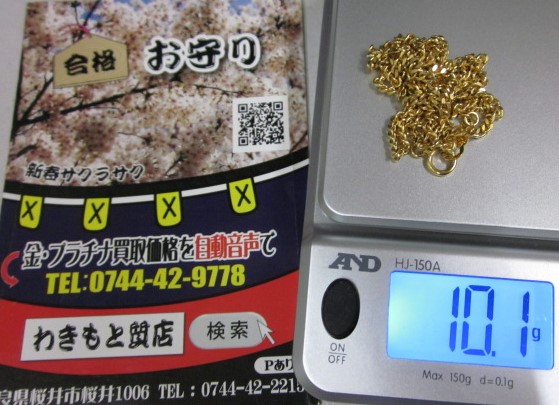 合格
お守り
新春サクラサク
X X X X
金・プラチナ買取価格を自動音声で
TEL:0744-42-9778
わきもと質店
検索
Pあり
良県桜井市桜井1006 TEL:0744-42-221
AND
HJ-150A
10.1g
ON
OFF
Max 150g d=0.1g